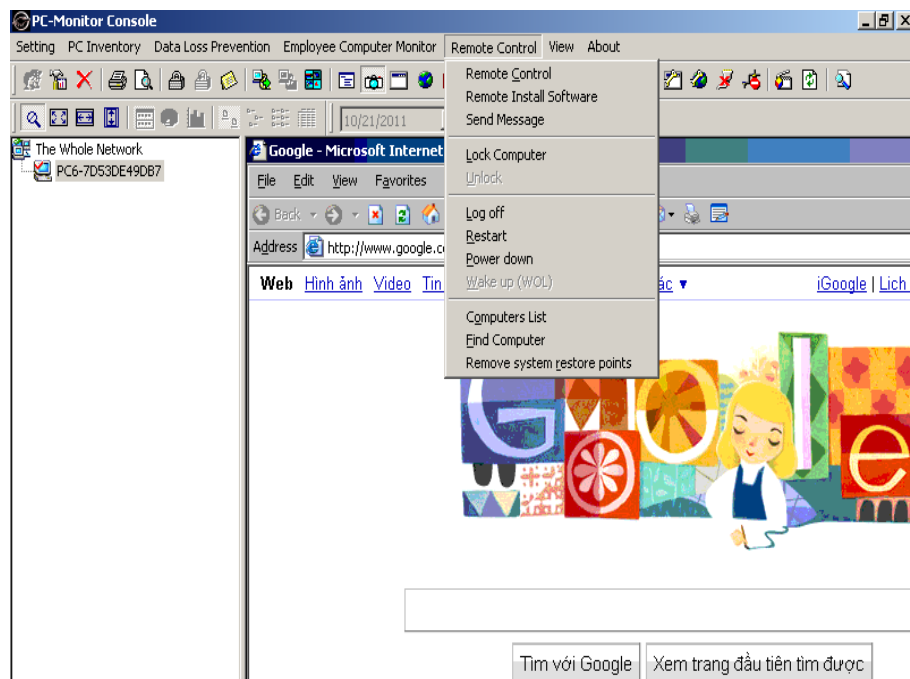 PC-Monitor Console
Setting PC Inventory Data Loss Prevention Employee Computer Monitor Remote Control View About
Remote Control
Remote Install Software
Send Message
Lock Computer
Unlock
Log off
Restart
Power down
Wake up (WOL)
Computers List
Find Computer
Remove system restore points
10/21/2011
The Whole Network
PC6-7D53DE49DB7
Google - Microsoft Internet
File Edit View Favorites
Back
Address http://www.google.c
Web Hình ảnh Video Tin ác ▼ iGoogle | Lịch
Google
Tìm với Google Xem trang đầu tiên tìm được